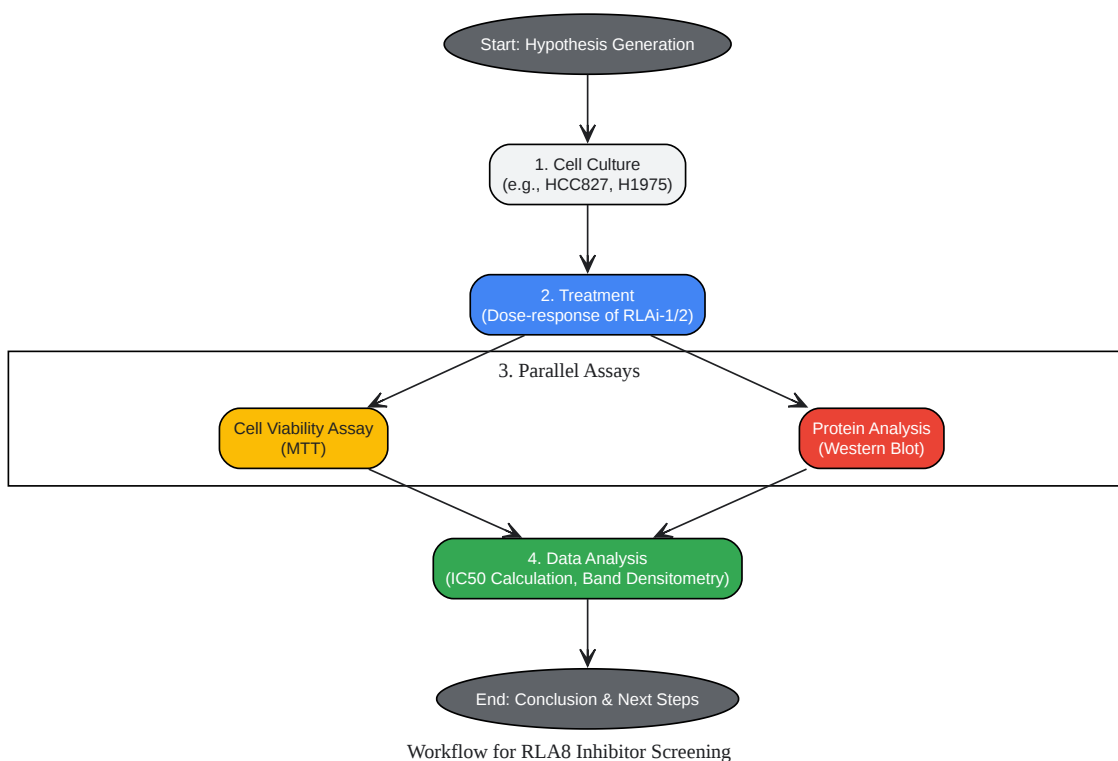 Start: Hypothesis Generation
1. Cell Culture
(e.g., HCC827, H1975)
2. Treatment
(Dose-response of RLAi-1/2)
3. Parallel Assays
Cell Viability Assay
(MTT)
Protein Analysis
(Western Blot)
4. Data Analysis
(IC50 Calculation, Band Densitometry)
End: Conclusion & Next Steps
Workflow for RLA8 Inhibitor Screening